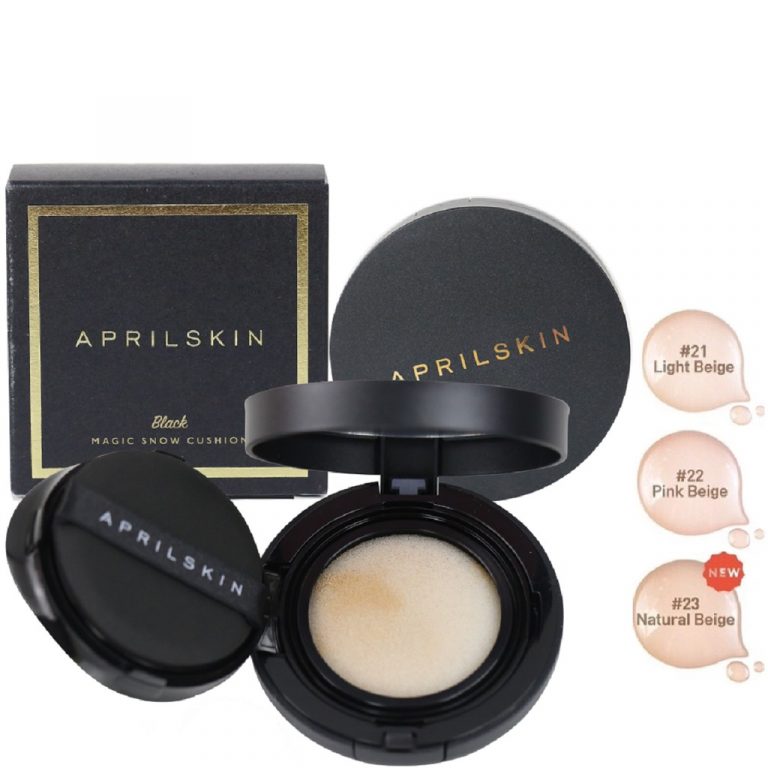 APRILSKIN
Black
MAGIC SNOW CUSHION
APRILSKIN
APRILSKIN
#21
Light Beige
#22
Pink Beige
NEW
#23
Natural Beige